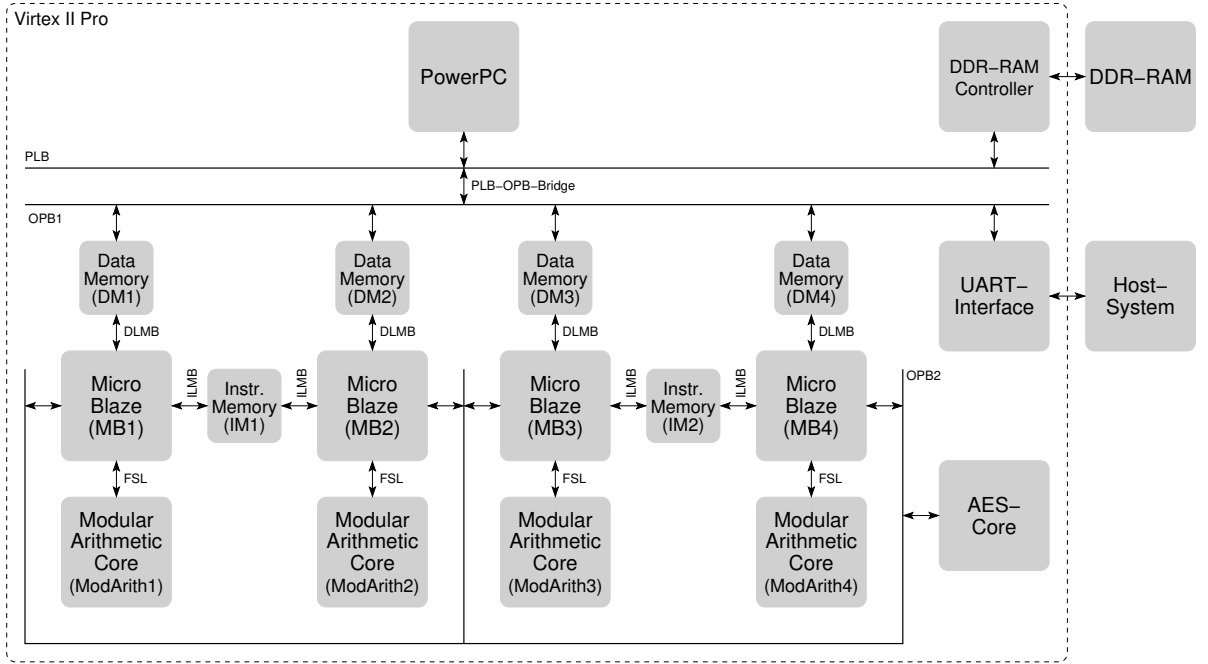 Virtex II Pro
PowerPC
DDR−RAM
Controller
DDR−RAM
PLB
PLB−OPB−Bridge
OPB1
Data
Memory
(DM1)
Data
Memory
(DM2)
Data
Memory
(DM3)
Data
Memory
(DM4)
UART−
Interface
Host−
System
DLMB
DLMB
DLMB
DLMB
Micro
Blaze
(MB1)
ILMB
Instr.
Memory
(IM1)
ILMB
Micro
Blaze
(MB2)
Micro
Blaze
(MB3)
ILMB
Instr.
Memory
(IM2)
ILMB
Micro
Blaze
(MB4)
OPB2
FSL
FSL
FSL
FSL
Modular
Arithmetic
Core
(ModArith1)
Modular
Arithmetic
Core
(ModArith2)
Modular
Arithmetic
Core
(ModArith3)
Modular
Arithmetic
Core
(ModArith4)
AES−
Core